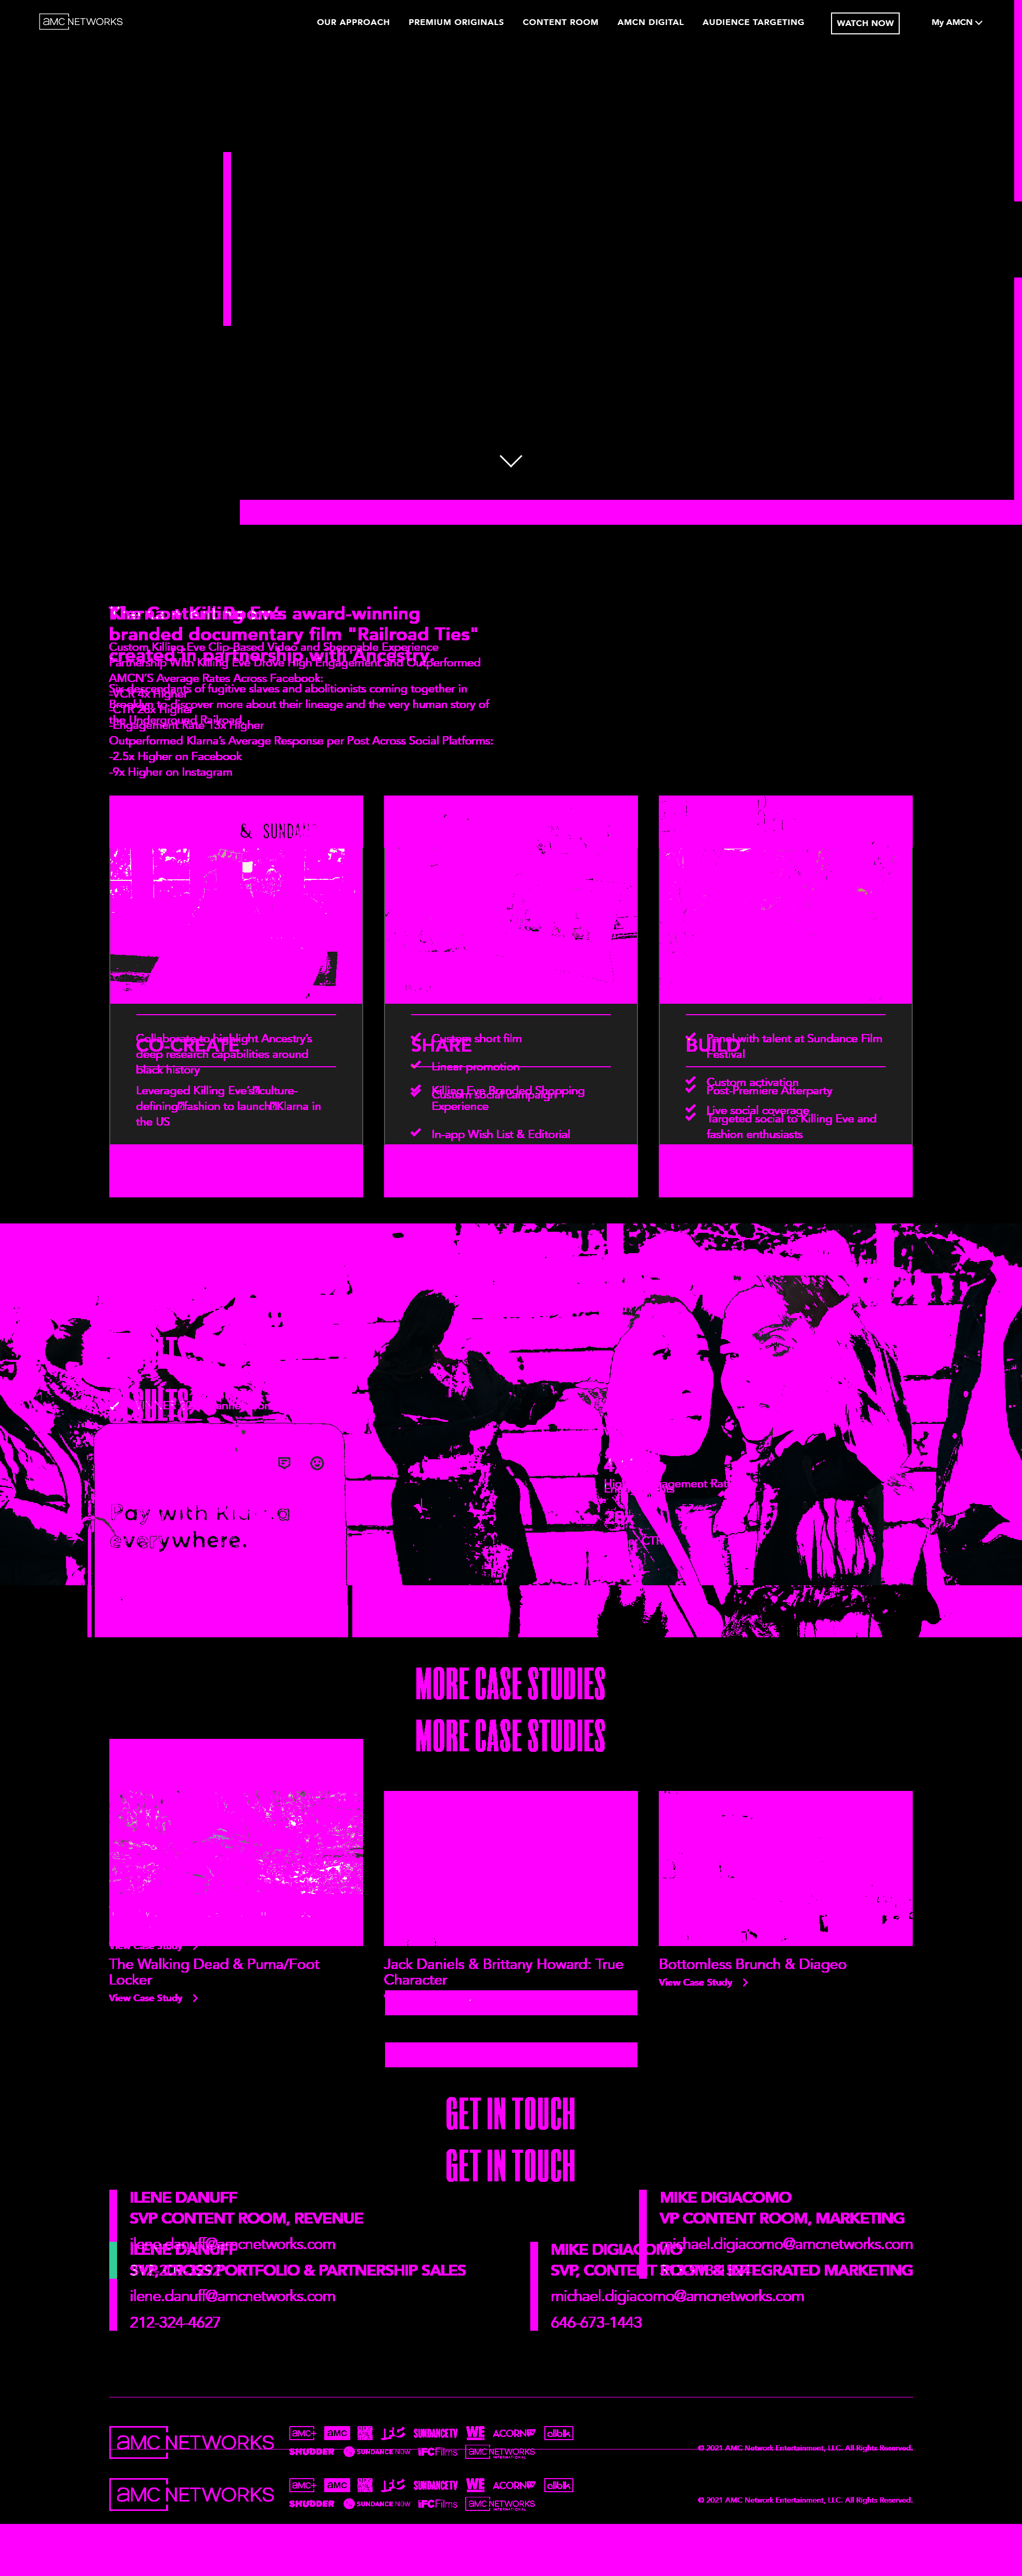 aMC NETWORKS
OUR APPROACH
PREMIUM ORIGINALS
CONTENT ROOM
AMCN DIGITAL
AUDIENCE TARGETING
WATCH NOW
My AMCN
The Content Room's award-winning
branded documentary film "Railroad Ties"
created in partnership with Ancestry.
Custom Killing Eve Clip-Based Video and Shoppable Experience
Partnership With Killing Eve Drove High Engagement and Outperformed
AMCN'S Average Rates Across Facebook:
Six descendants of fugitive slaves and abolitionists coming together in
-VCR 4x Higher
Brooklyn to discover more about their lineage and the very human story of
-CTR 28x Higher
the Underground Railroad.
-Engagement Rate 13x Higher
Outperformed Klarna's Average Response per Post Across Social Platforms:
-2.5x Higher on Facebook
-9x Higher on Instagram
& SUNDAN
CO-CREATE
Collaborate to highlight Ancestry's
deep research capabilities around
black history
Leveraged Killing Eve's culture-
defining fashion to launch Klarna in
the US
SHARE
Custom short film
Linear promotion
Custom social campaign
Killing Eve Branded Shopping
Experience
In-app Wish List & Editorial
BUILD
Panel with talent at Sundance Film
Festival
Custom activation
Post-Premiere Afterparty
Live social coverage
Targeted social to Killing Eve and
fashion enthusiasts
Pay with Klarna
everywhere.
MORE CASE STUDIES
MORE CASE STUDIES
View Case Study
The Walking Dead & Puma/Foot
Locker
View Case Study
Jack Daniels & Brittany Howard: True
Character
Bottomless Brunch & Diageo
View Case Study
GET IN TOUCH
GET IN TOUCH
ILENE DANUFF
SVP CONTENT ROOM, REVENUE
ilene.danuff@amcnetworks.com
MIKE DIGIACOMO
VP CONTENT ROOM, MARKETING
michael.digiacomo@amcnetworks.com
ILENE DANUFF
SVP, CROSS PORTFOLIO & PARTNERSHIP SALES
ilene.danuff@amcnetworks.com
212-324-4627
MIKE DIGIACOMO
SVP, CONTENT ROOM & INTEGRATED MARKETING
michael.digiacomo@amcnetworks.com
646-673-1443
aMC NETWORKS
aMC+
aMC
SUNDANCETV
WE
ACORN
SHUDDER
SUNDANCE NOW
IFC Films
aMC NETWORKS INTERNATIONAL
© 2021 AMC Network Entertainment, LLC. All Rights Reserved.
aMC NETWORKS
aMC+
aMC
SUNDANCETV
WE
ACORN
SHUDDER
SUNDANCE NOW
IFC Films
aMC NETWORKS INTERNATIONAL
© 2021 AMC Network Entertainment, LLC. All Rights Reserved.